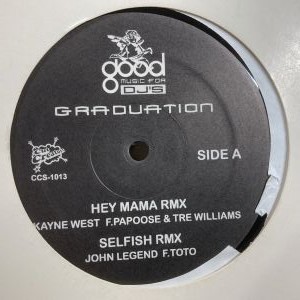 good
MUSIC FOR
DJ'S
GRADUATION
CCS-1013
SIDE A
HEY MAMA RMX
KAYNE WEST F.PAPOOSE & TRE WILLIAMS
SELFISH RMX
JOHN LEGEND F.TOTO